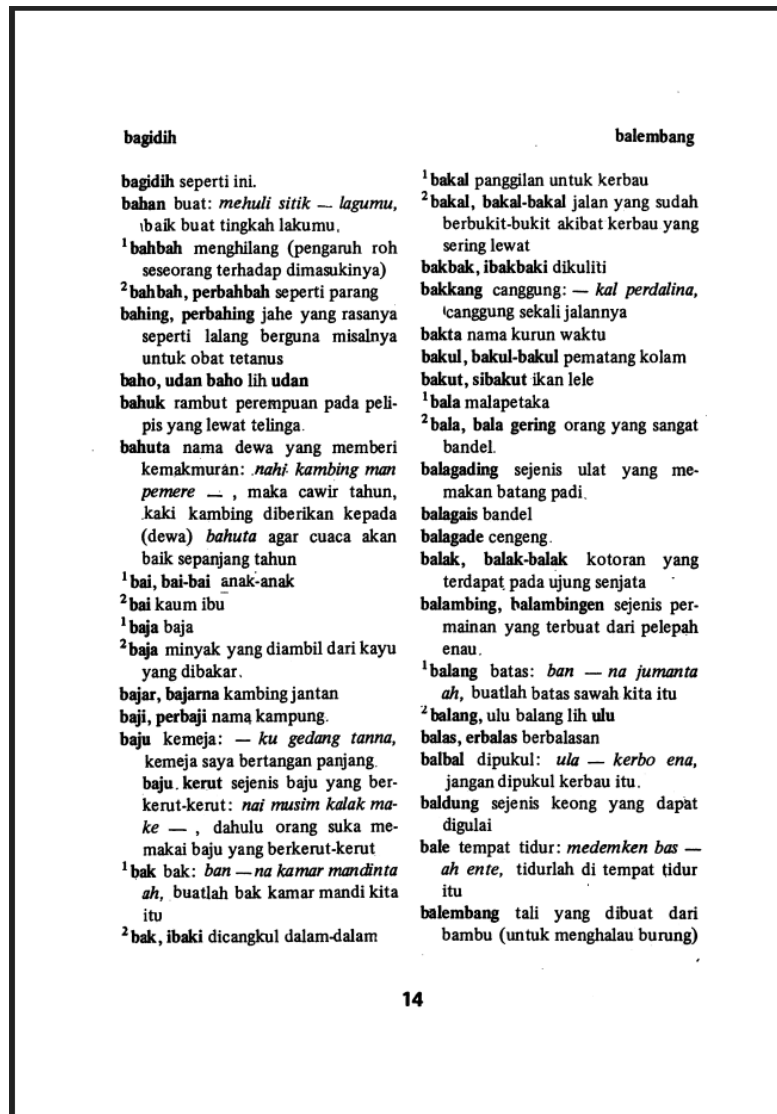 bagidih
balembang
bagidih seperti ini.
bahan buat: mehuli sitik — lagumu,
baik buat tingkah lakumu,
¹bahbah menghilang (pengaruh roh
seseorang terhadap dimasukinya)
²bahbah, perbahbah seperti parang
bahing, perbahing jahe yang rasanya
seperti lalang berguna misalnya
untuk obat tetanus
baho, udan baho lih udan
bahuk rambut perempuan pada peli-
pis yang lewat telinga.
bahuta nama dewa yang memberi
kemakmuran: nahi kambing man
pemere — , maka cawir tahun,
kaki kambing diberikan kepada
(dewa) bahuta agar cuaca akan
baik sepanjang tahun
¹bai, bai-bai anak-anak
²bai kaum ibu
¹baja baja
²baja minyak yang diambil dari kayu
yang dibakar.
bajar, bajarna kambing jantan
baji, perbaji nama kampung.
baju kemeja: — ku gedang tanna,
kemeja saya bertangan panjang.
baju kerut sejenis baju yang ber-
kerut-kerut: nai musim kalak ma-
ke — , dahulu orang suka me-
makai baju yang berkerut-kerut
¹bak bak: ban — na kamar mandinta
ah, buatlah bak kamar mandi kita
itu
²bak, ibaki dicangkul dalam-dalam
¹bakal panggilan untuk kerbau
²bakal, bakal-bakal jalan yang sudah
berbukit-bukit akibat kerbau yang
sering lewat
bakbak, ibakbaki dikuliti
bakkang canggung: — kal perdalina,
canggung sekali jalannya
bakta nama kurun waktu
bakul, bakul-bakul pematang kolam
bakut, sibakut ikan lele
¹bala malapetaka
²bala, bala gering orang yang sangat
bandel.
balagading sejenis ulat yang me-
makan batang padi.
balagais bandel
balagade cengeng.
balak, balak-balak kotoran yang
terdapat pada ujung senjata
balambing, balambingen sejenis per-
mainan yang terbuat dari pelepah
enau.
¹balang batas: ban — na jumanta
ah, buatlah batas sawah kita itu
²balang, ulu balang lih ulu
balas, erbalas berbalasan
balbal dipukul: ula — kerbo ena,
jangan dipukul kerbau itu.
baldung sejenis keong yang dapat
digulai
bale tempat tidur: medemken bas —
ah ente, tidurlah di tempat tidur
itu
balembang tali yang dibuat dari
bambu (untuk menghalau burung)
14